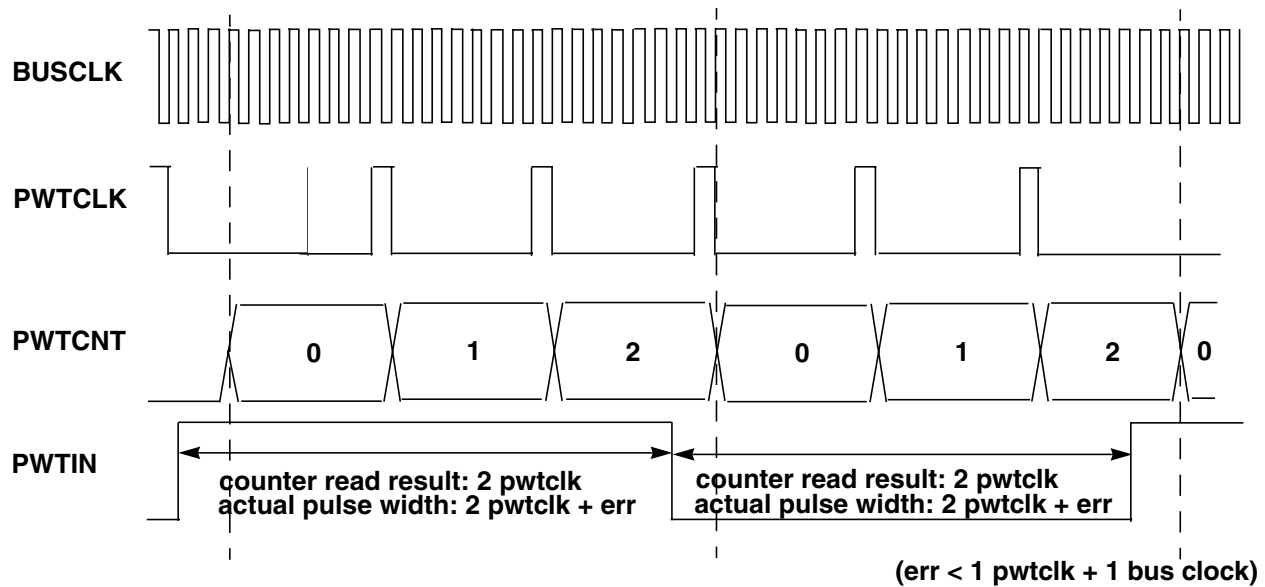 BUSCLK
PWTCLK
PWTCNT
0 1 2 0 1 2 0
PWTIN
counter read result: 2 pwtclk
actual pulse width: 2 pwtclk + err
counter read result: 2 pwtclk
actual pulse width: 2 pwtclk + err
(err < 1 pwtclk + 1 bus clock)